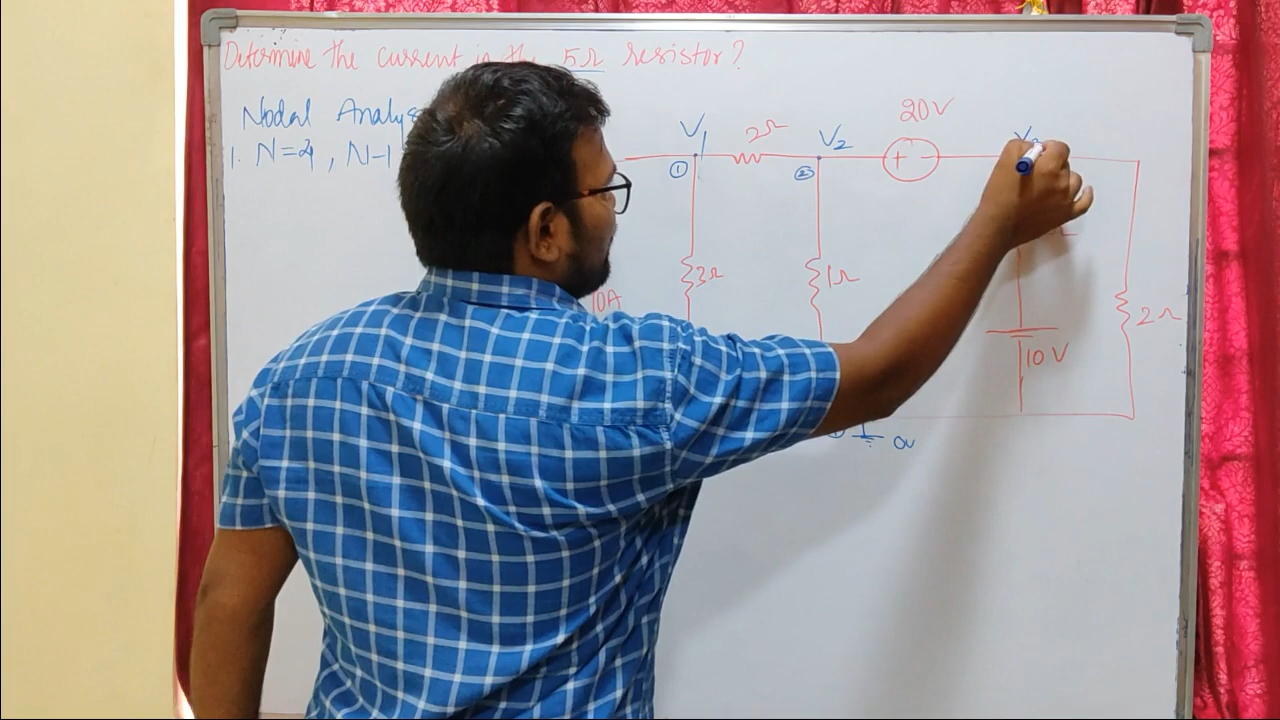 Determine the current in the 5Ω resistor?
Nodal Analys
1. N=4, N-1
V1
2Ω
V2
20V
+ -
1
2
3Ω
1Ω
10A
2Ω
10V
0V